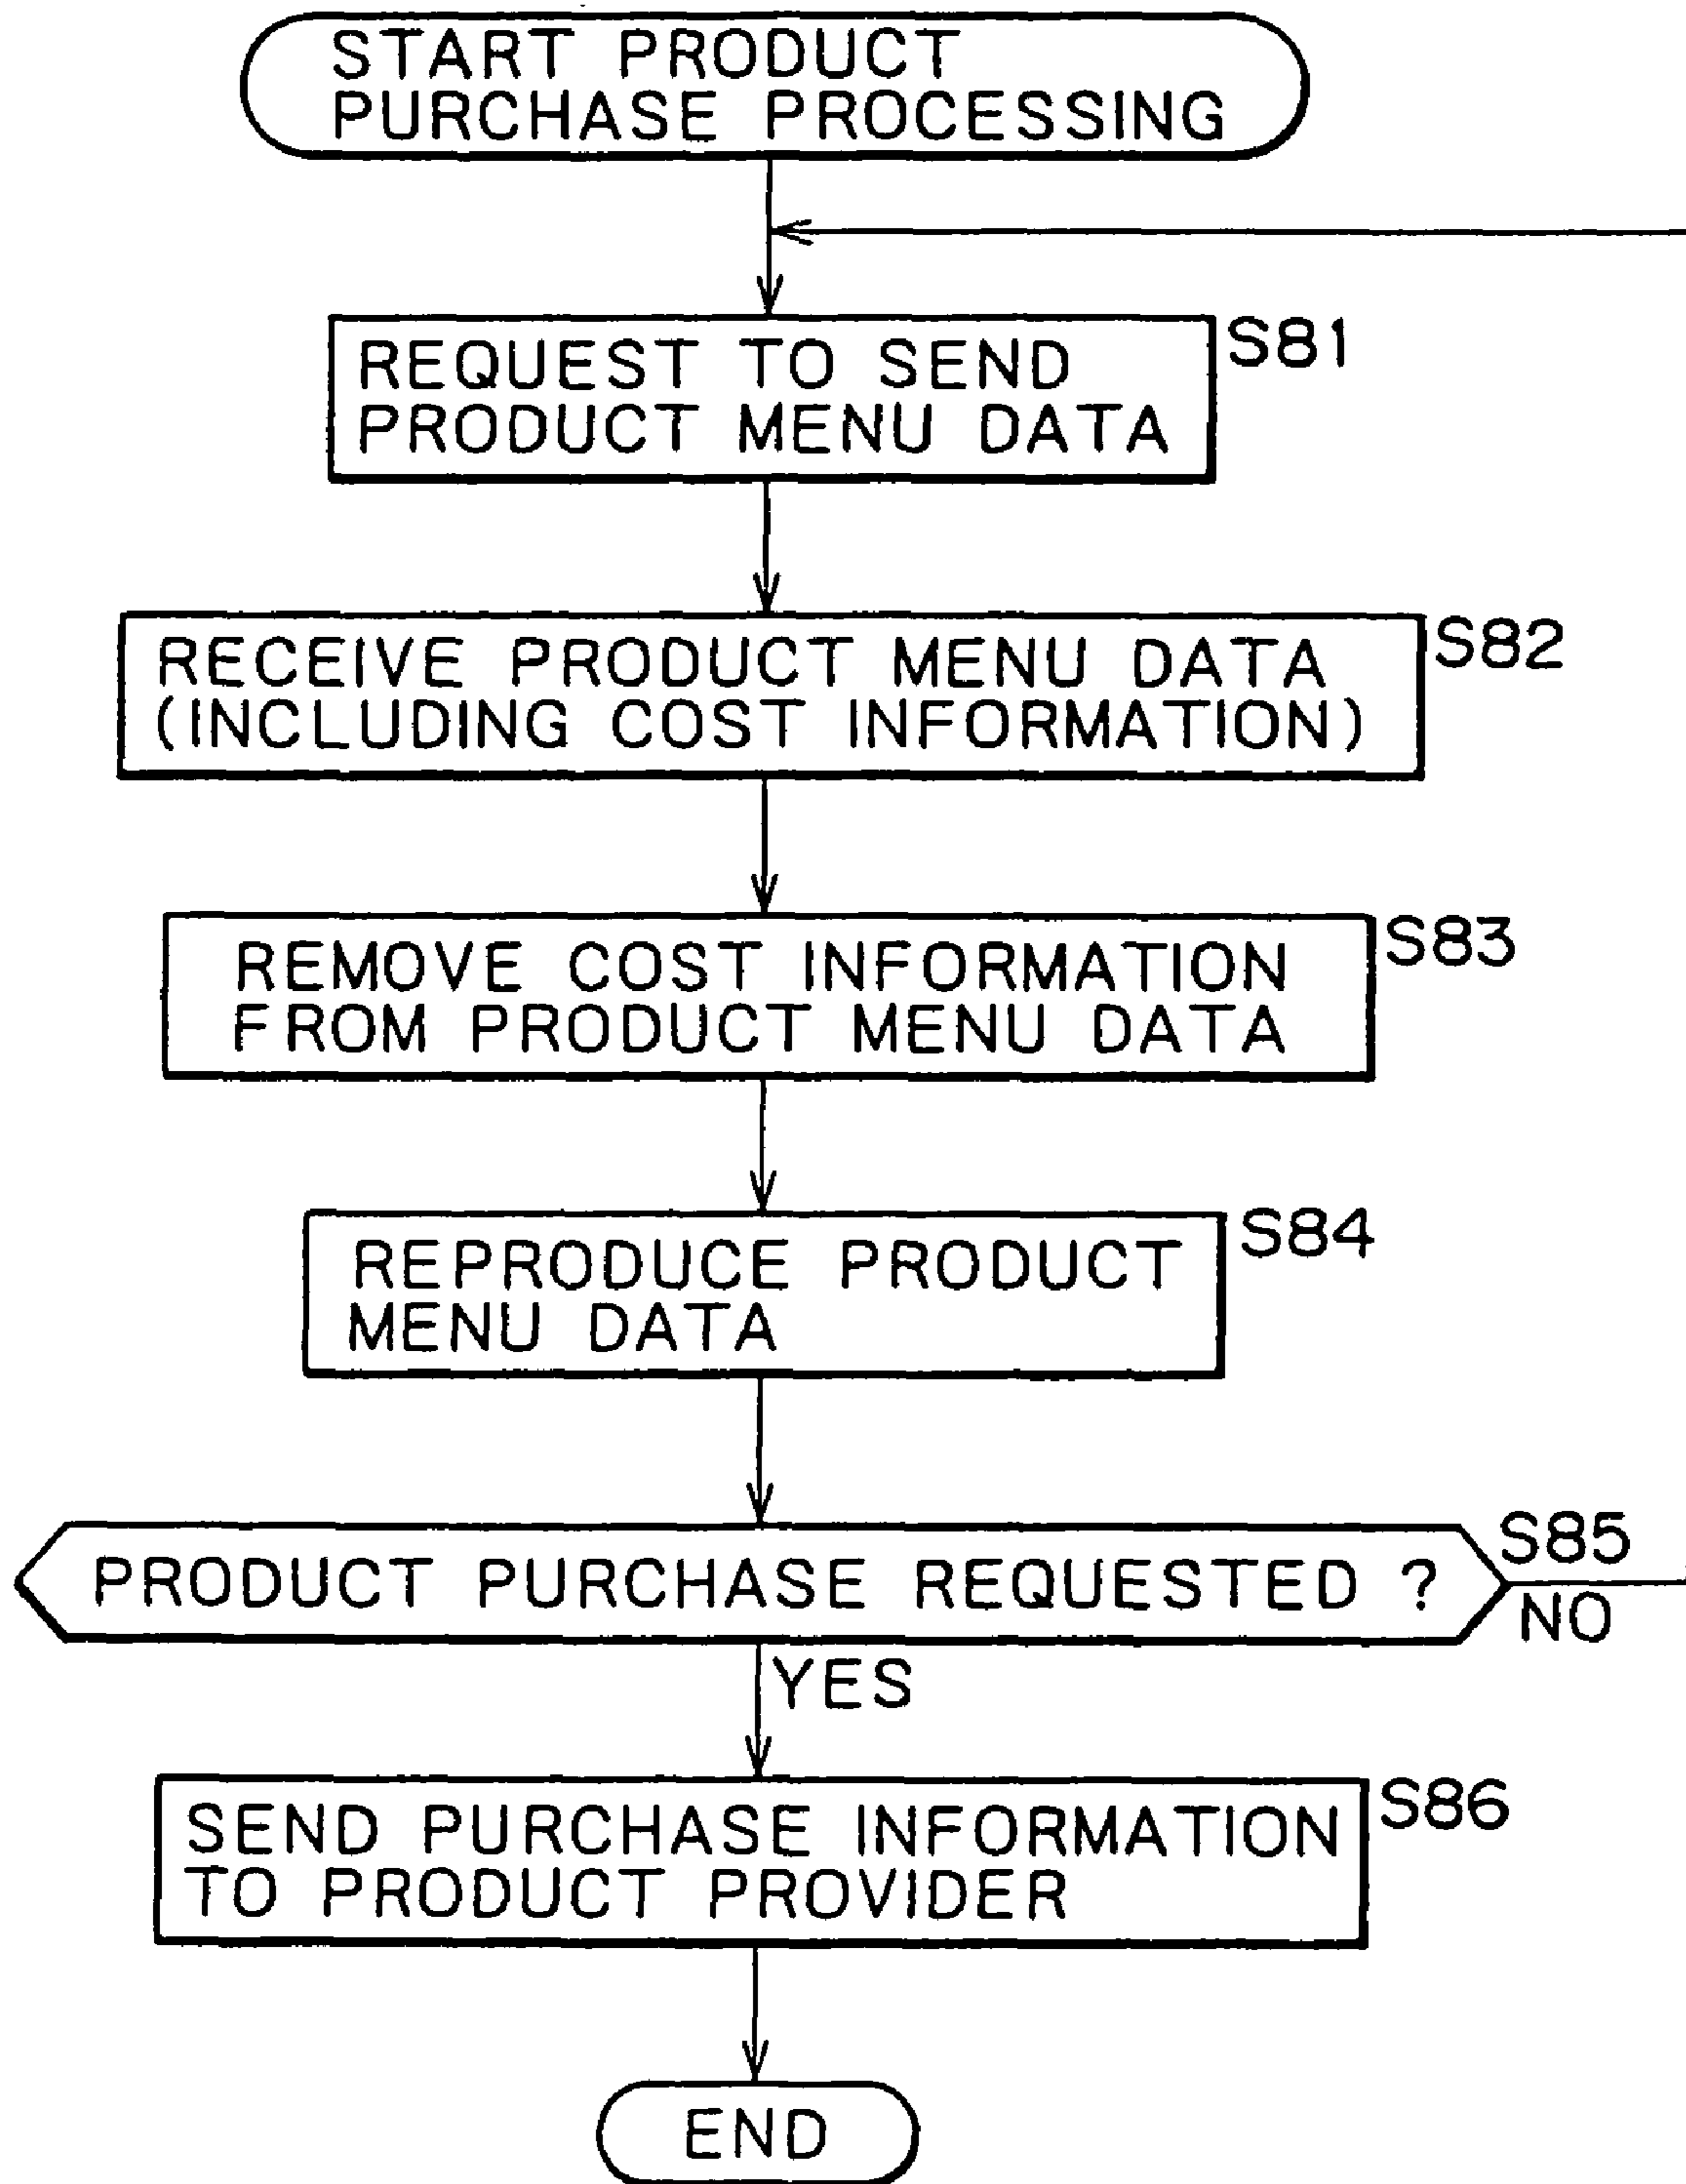 START PRODUCT
PURCHASE PROCESSING
REQUEST TO SEND
PRODUCT MENU DATA
S81
RECEIVE PRODUCT MENU DATA
(INCLUDING COST INFORMATION)
S82
REMOVE COST INFORMATION
FROM PRODUCT MENU DATA
S83
REPRODUCE PRODUCT
MENU DATA
S84
PRODUCT PURCHASE REQUESTED ?
S85
NO
YES
SEND PURCHASE INFORMATION
TO PRODUCT PROVIDER
S86
END